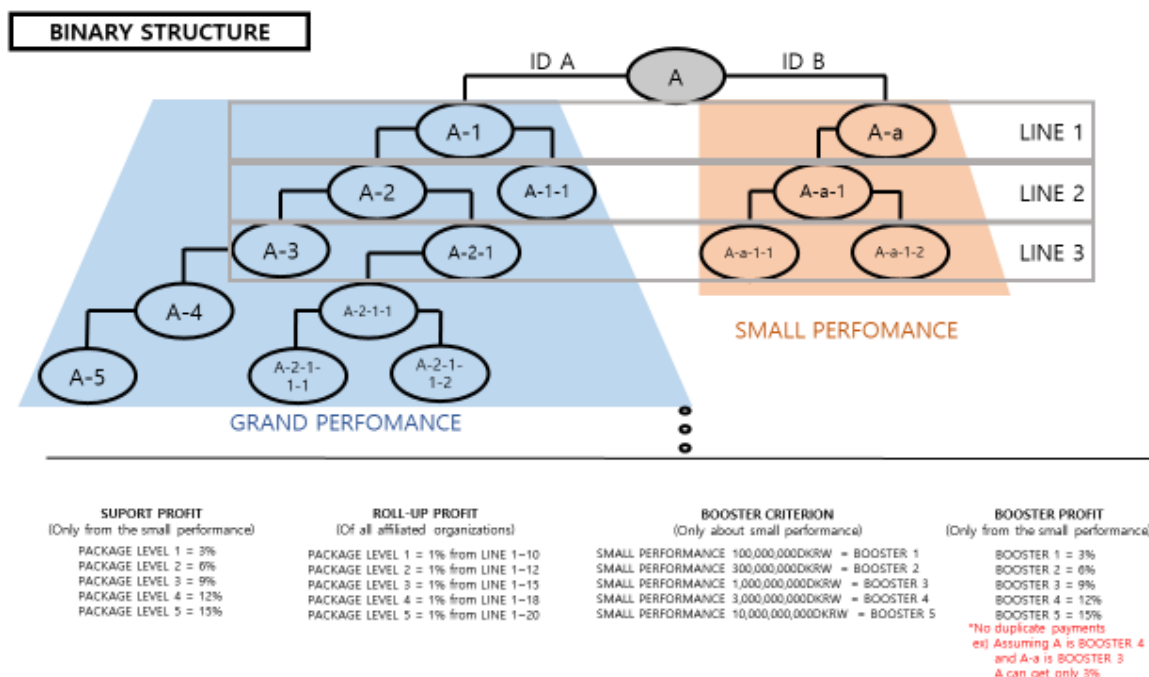 BINARY STRUCTURE
ID A
A
ID B
A-1
A-a
LINE 1
A-2
A-1-1
A-a-1
LINE 2
A-3
A-2-1
A-a-1-1
A-a-1-2
LINE 3
A-4
A-2-1-1
SMALL PERFOMANCE
A-5
A-2-1-
1-1
A-2-1-
1-2
GRAND PERFOMANCE
SUPORT PROFIT
(Only from the small performance)
PACKAGE LEVEL 1 = 3%
PACKAGE LEVEL 2 = 6%
PACKAGE LEVEL 3 = 9%
PACKAGE LEVEL 4 = 12%
PACKAGE LEVEL 5 = 15%
ROLL-UP PROFIT
(Of all affiliated organizations)
PACKAGE LEVEL 1 = 1% from LINE 1~10
PACKAGE LEVEL 2 = 1% from LINE 1~12
PACKAGE LEVEL 3 = 1% from LINE 1~15
PACKAGE LEVEL 4 = 1% from LINE 1~18
PACKAGE LEVEL 5 = 1% from LINE 1~20
BOOSTER CRITERION
(Only about small performance)
SMALL PERFORMANCE 100,000,000DKRW = BOOSTER 1
SMALL PERFORMANCE 300,000,000DKRW = BOOSTER 2
SMALL PERFORMANCE 1,000,000,000DKRW = BOOSTER 3
SMALL PERFORMANCE 3,000,000,000DKRW = BOOSTER 4
SMALL PERFORMANCE 10,000,000,000DKRW = BOOSTER 5
BOOSTER PROFIT
(Only from the small performance)
BOOSTER 1 = 3%
BOOSTER 2 = 6%
BOOSTER 3 = 9%
BOOSTER 4 = 12%
BOOSTER 5 = 15%
*No duplicate payments
ex) Assuming A is BOOSTER 4
and A-a is BOOSTER 3
A can get only 3%